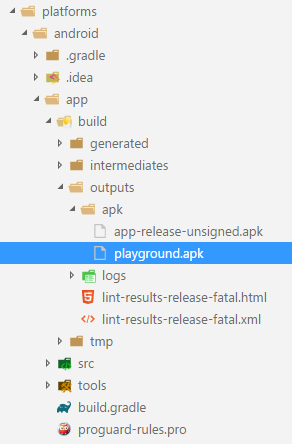 platforms
android
.gradle
.idea
app
build
generated
intermediates
outputs
apk
app-release-unsigned.apk
playground.apk
logs
lint-results-release-fatal.html
lint-results-release-fatal.xml
tmp
src
tools
build.gradle
proguard-rules.pro